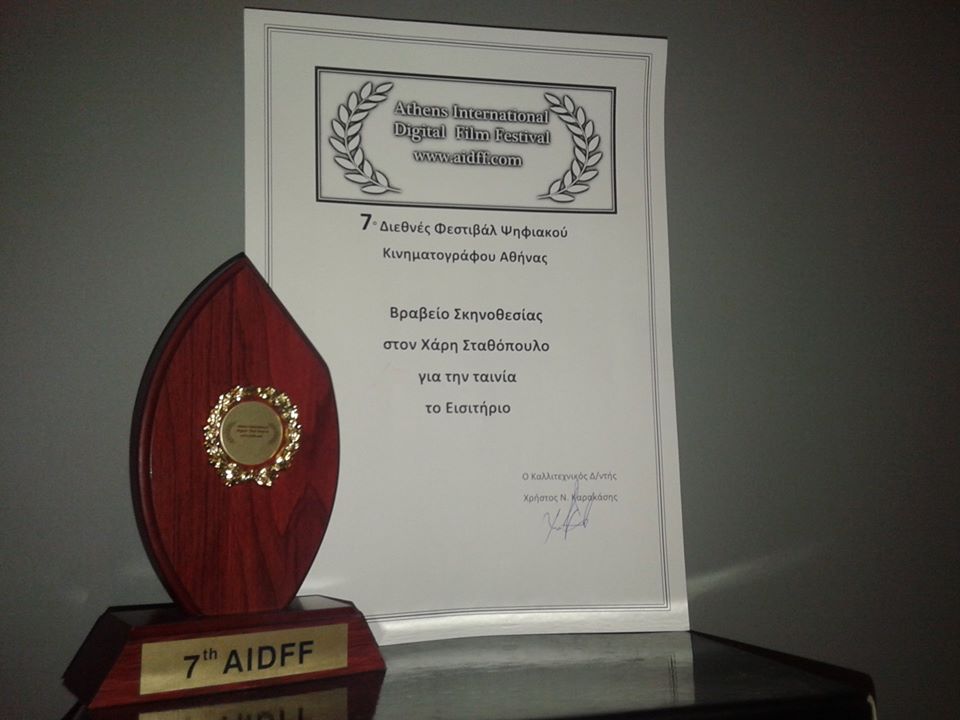 Athens International
Digital Film Festival
www.aidff.com
7ο Διεθνές Φεστιβάλ Ψηφιακού
Κινηματογράφου Αθήνας
Βραβείο Σκηνοθεσίας
στον Χάρη Σταθόπουλο
για την ταινία
το Εισιτήριο
Ο Καλλιτεχνικός Δ/ντής
Χρήστος Ν. Καρακάσης
7th AIDFF